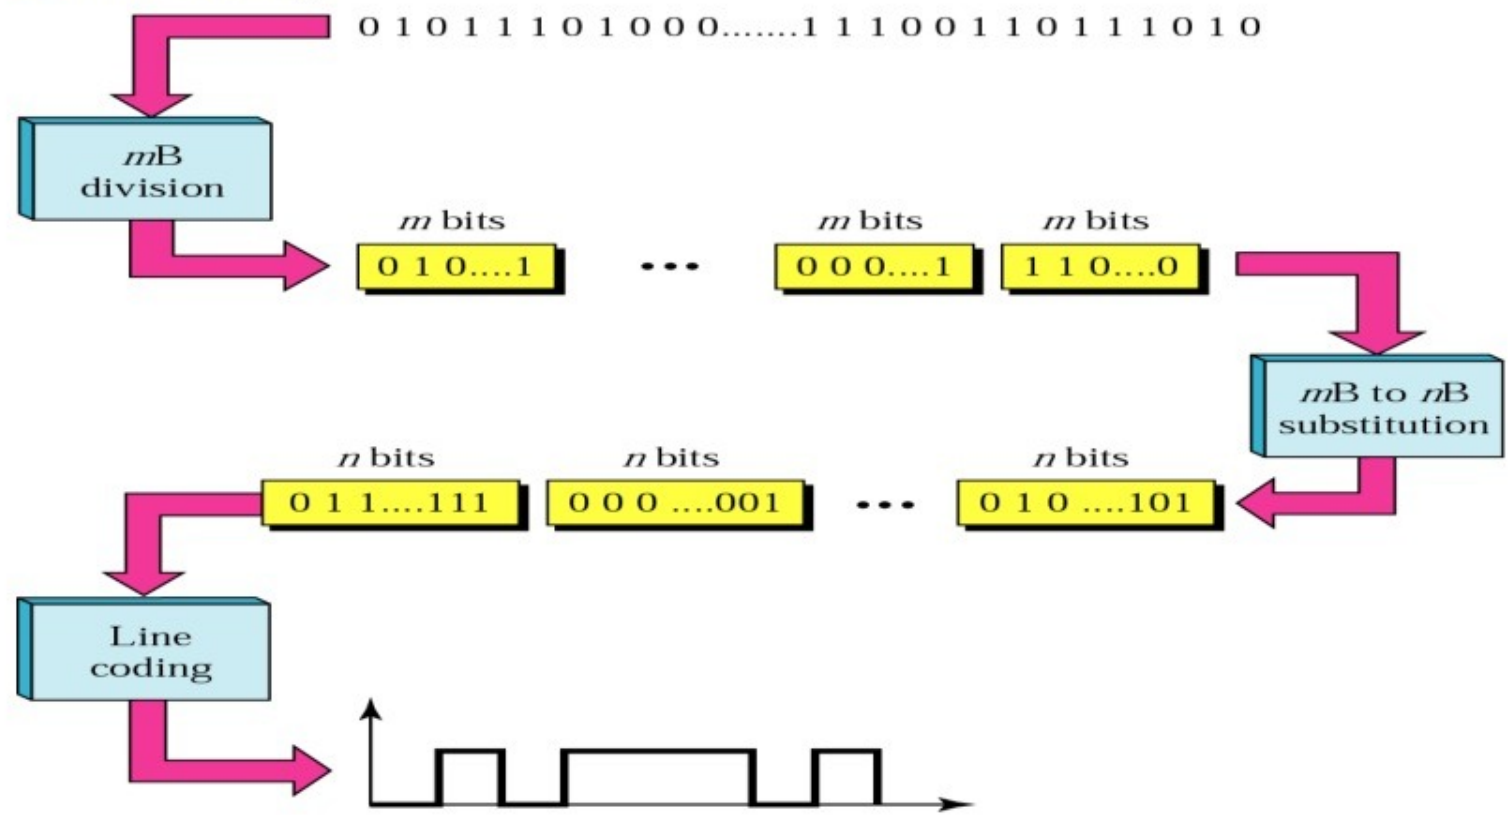 0 1 0 1 1 1 0 1 0 0 0.......1 1 1 0 0 1 1 0 1 1 1 0 1 0
mB
division
m bits
m bits
m bits
0 1 0....1
...
0 0 0....1
1 1 0....0
mB to nB
substitution
n bits
n bits
n bits
0 1 1....111
0 0 0 ....001
...
0 1 0 ....101
Line
coding